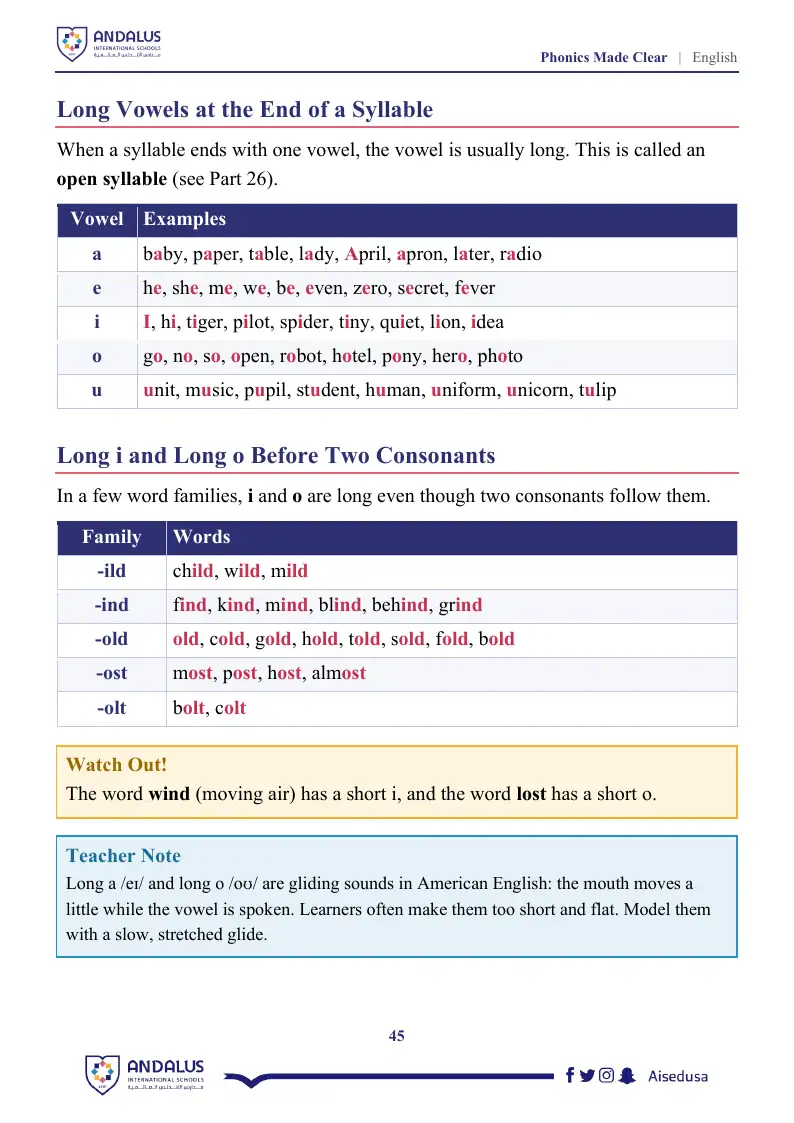 ANDALUS
INTERNATIONAL SCHOOLS
مدارس الأندلس العالمية
Phonics Made Clear | English
Long Vowels at the End of a Syllable
When a syllable ends with one vowel, the vowel is usually long. This is called an
open syllable (see Part 26).
Vowel Examples
a baby, paper, table, lady, April, apron, later, radio
e he, she, me, we, be, even, zero, secret, fever
i I, hi, tiger, pilot, spider, tiny, quiet, lion, idea
o go, no, so, open, robot, hotel, pony, hero, photo
u unit, music, pupil, student, human, uniform, unicorn, tulip
Long i and Long o Before Two Consonants
In a few word families, i and o are long even though two consonants follow them.
Family Words
-ild child, wild, mild
-ind find, kind, mind, blind, behind, grind
-old old, cold, gold, hold, told, sold, fold, bold
-ost most, post, host, almost
-olt bolt, colt
Watch Out!
The word wind (moving air) has a short i, and the word lost has a short o.
Teacher Note
Long a /eɪ/ and long o /oʊ/ are gliding sounds in American English: the mouth moves a
little while the vowel is spoken. Learners often make them too short and flat. Model them
with a slow, stretched glide.
45
ANDALUS
INTERNATIONAL SCHOOLS
مدارس الأندلس العالمية
Aisedusa